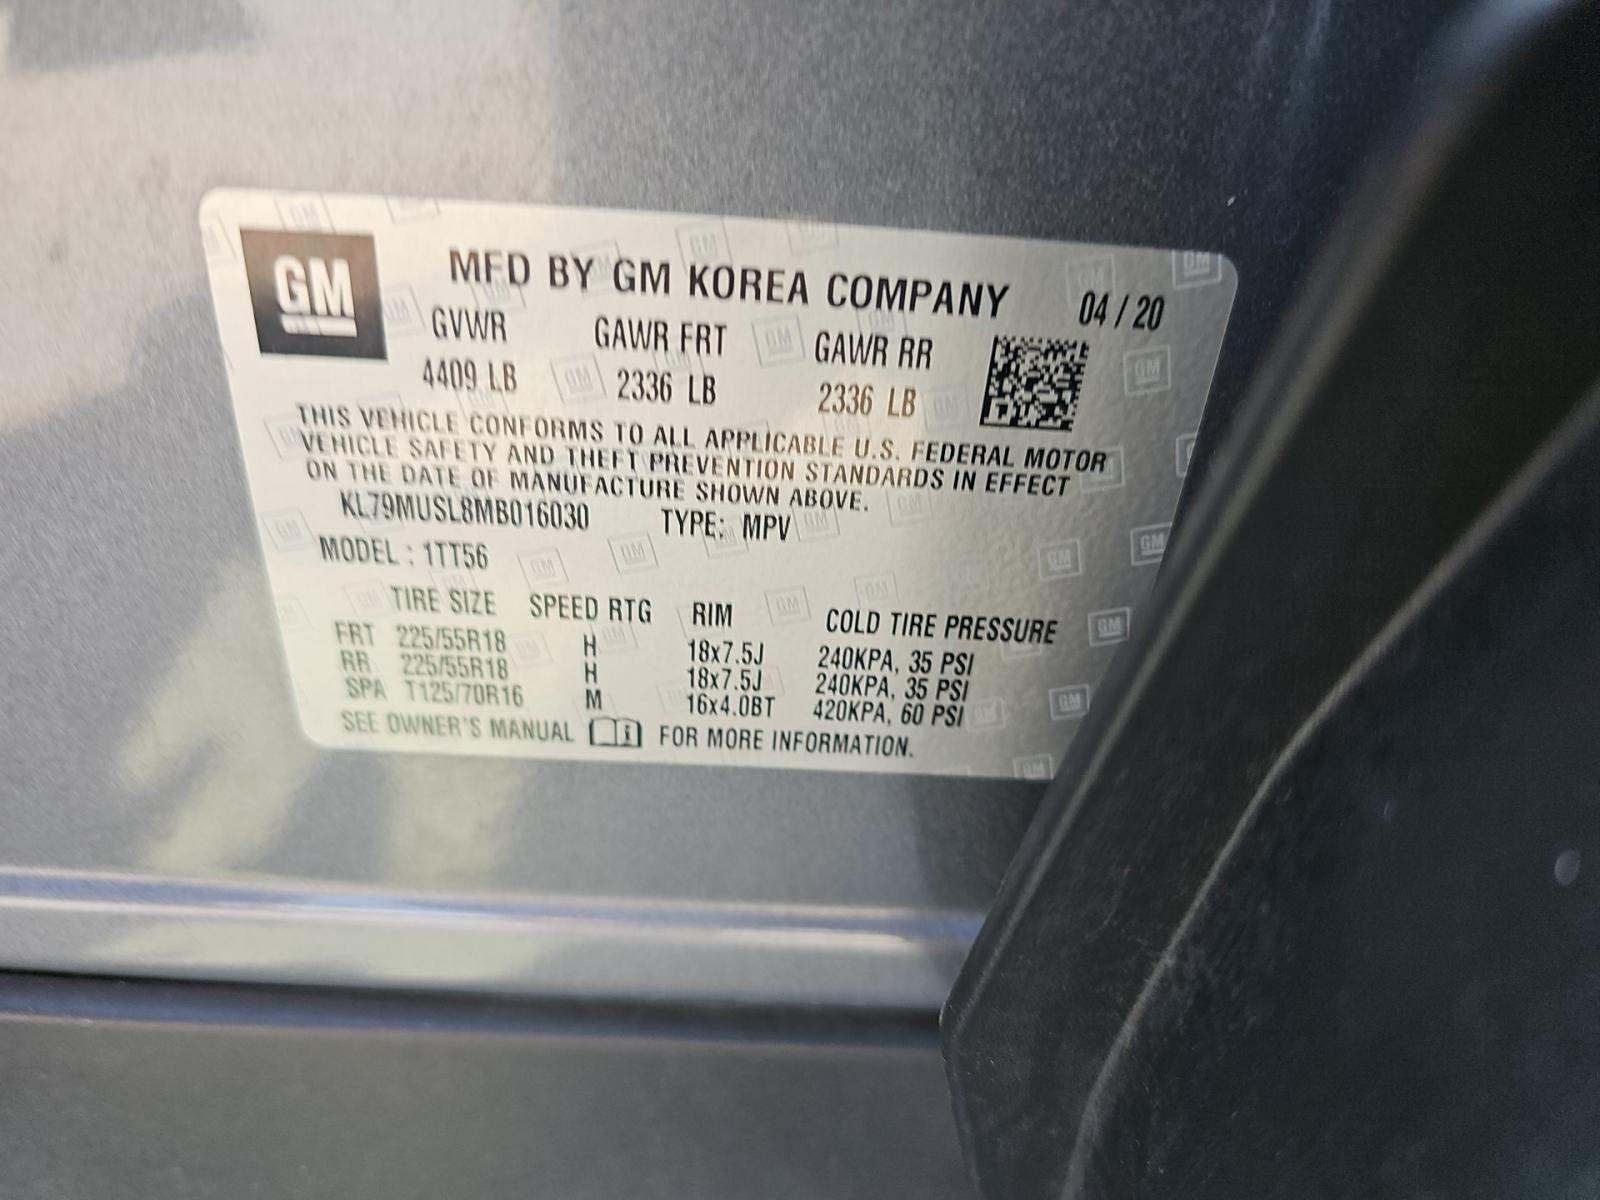 GM
MFD BY GM KOREA COMPANY 04 / 20
GVWR GAWR FRT GAWR RR
4409 LB 2336 LB 2336 LB
THIS VEHICLE CONFORMS TO ALL APPLICABLE U.S. FEDERAL MOTOR
VEHICLE SAFETY AND THEFT PREVENTION STANDARDS IN EFFECT
ON THE DATE OF MANUFACTURE SHOWN ABOVE.
KL79MUSL8MB016030 TYPE: MPV
MODEL : 1TT56
TIRE SIZE SPEED RTG RIM COLD TIRE PRESSURE
FRT 225/55R18 H 18x7.5J 240KPA, 35 PSI
RR 225/55R18 H 18x7.5J 240KPA, 35 PSI
SPA T125/70R16 M 16x4.0BT 420KPA, 60 PSI
SEE OWNER'S MANUAL i FOR MORE INFORMATION.